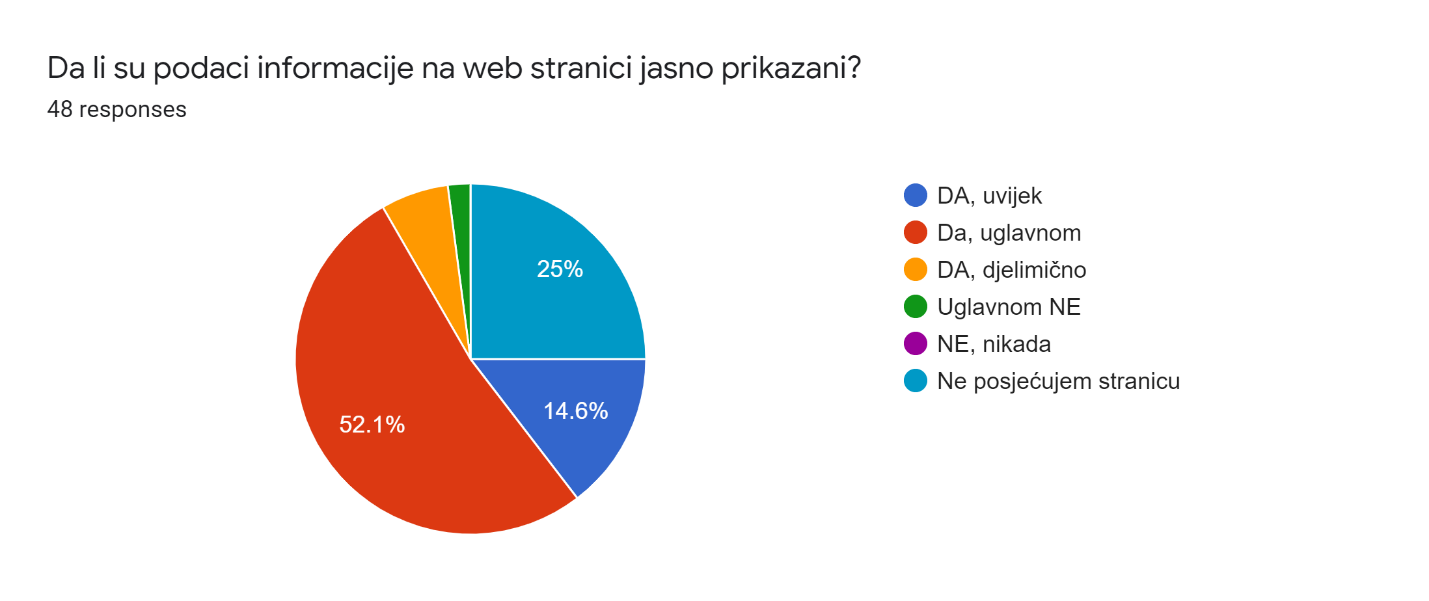 Da li su podaci informacije na web stranici jasno prikazani?
48 responses
25%
14.6%
52.1%
DA, uvijek
Da, uglavnom
DA, djelimično
Uglavnom NE
NE, nikada
Ne posjećujem stranicu